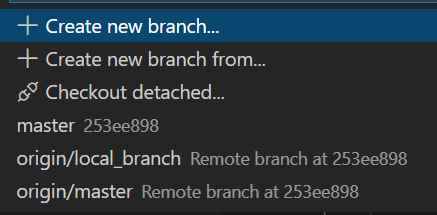 Create new branch...
Create new branch from...
Checkout detached...
master 253ee898
origin/local_branch Remote branch at 253ee898
origin/master Remote branch at 253ee898